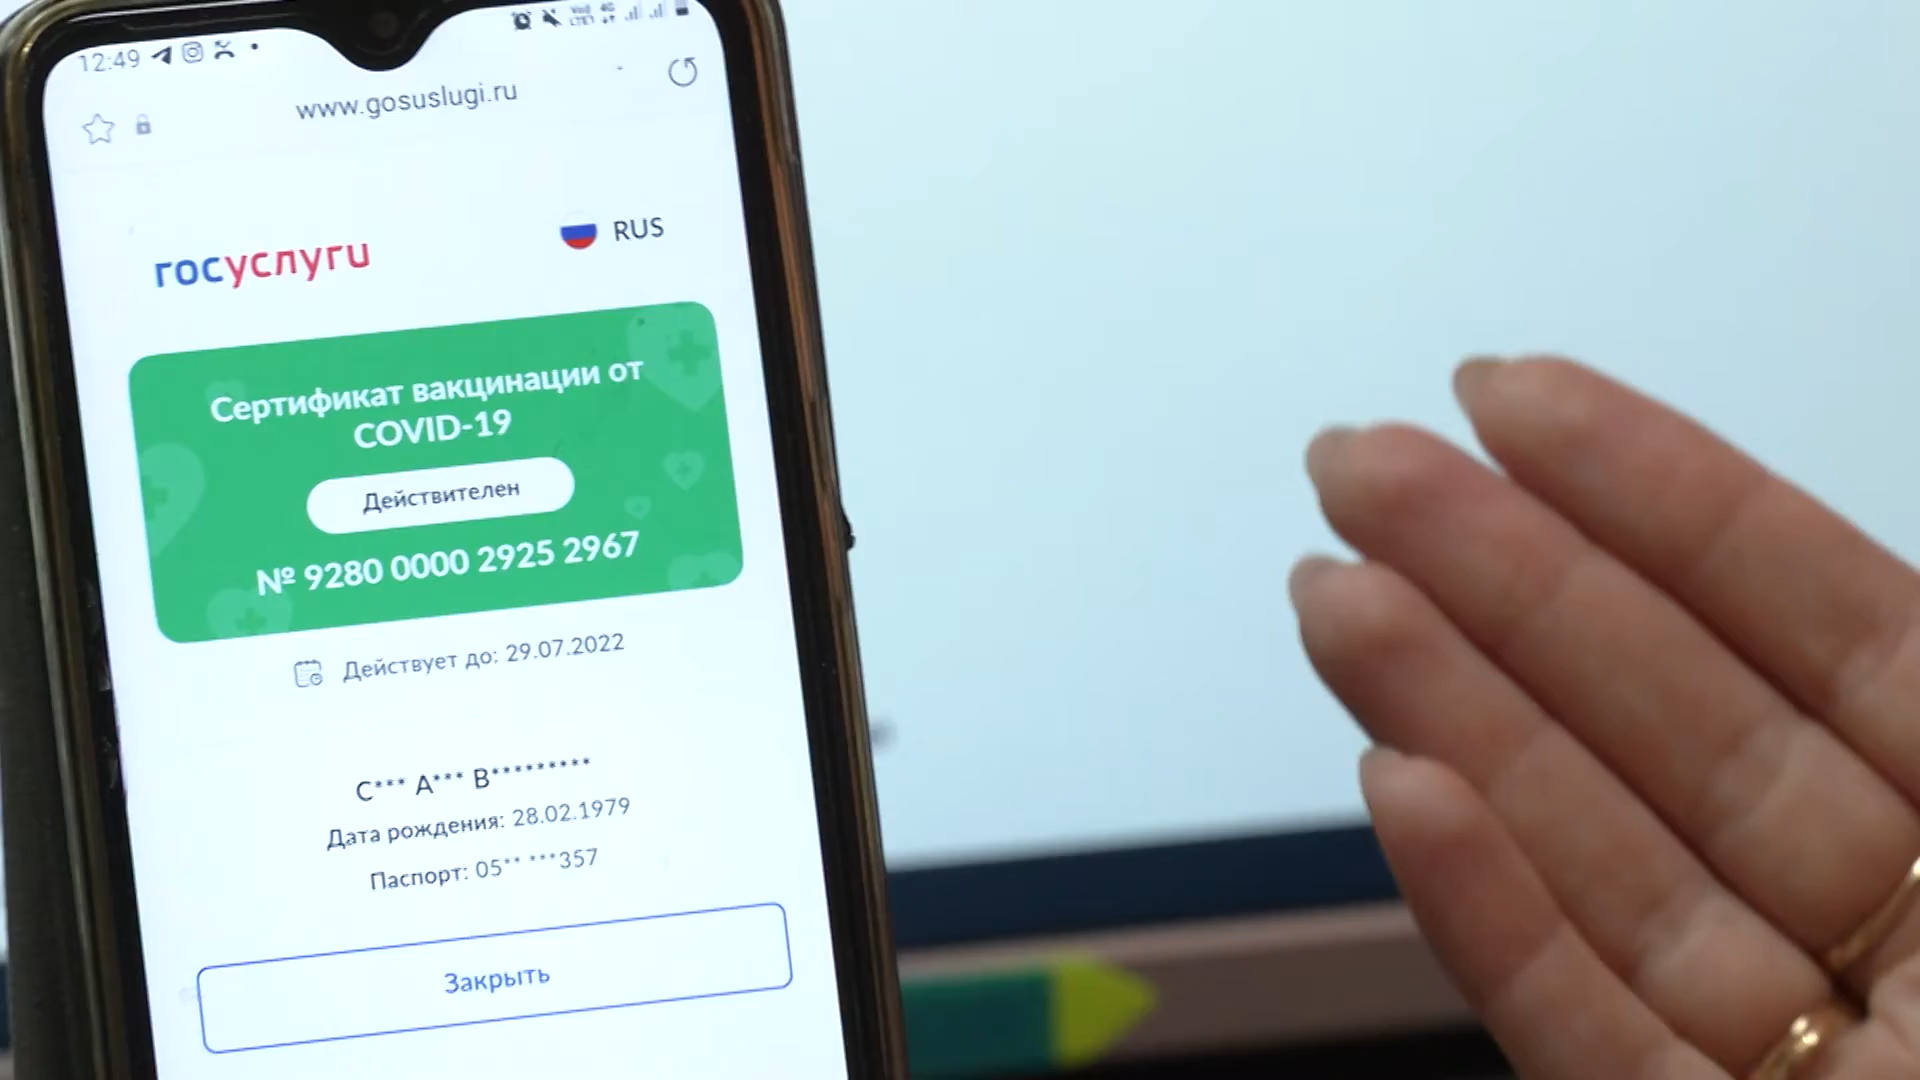 12:49
www.gosuslugi.ru
госуслуги
RUS
Сертификат вакцинации от
COVID-19
Действителен
№ 9280 0000 2925 2967
Действует до: 29.07.2022
С*** А*** В*********
Дата рождения: 28.02.1979
Паспорт: 05** ***357
Закрыть